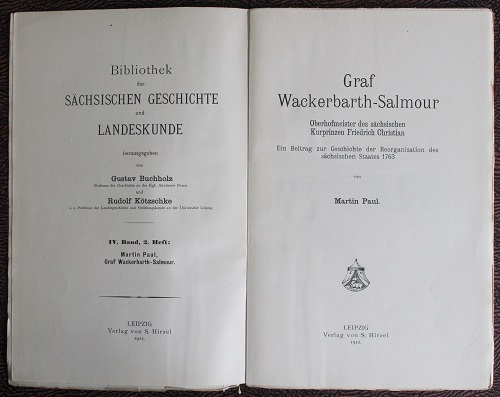 Bibliothek
der
SÄCHSISCHEN GESCHICHTE
und
LANDESKUNDE
herausgegeben
von
Gustav Buchholz
Professor der Geschichte an der Kgl. Akademie Posen
und
Rudolf Kötzschke
a. o. Professor der Landesgeschichte und Siedelungskunde an der Universität Leipzig.
IV. Band, 2. Heft:
Martin Paul,
Graf Wackerbarth-Salmour.
LEIPZIG
Verlag von S. Hirzel
1912.
Graf
Wackerbarth-Salmour
Oberhofmeister des sächsischen
Kurprinzen Friedrich Christian
Ein Beitrag zur Geschichte der Reorganisation des
sächsischen Staates 1763
von
Martin Paul.
LEIPZIG
Verlag von S. Hirzel
1912.